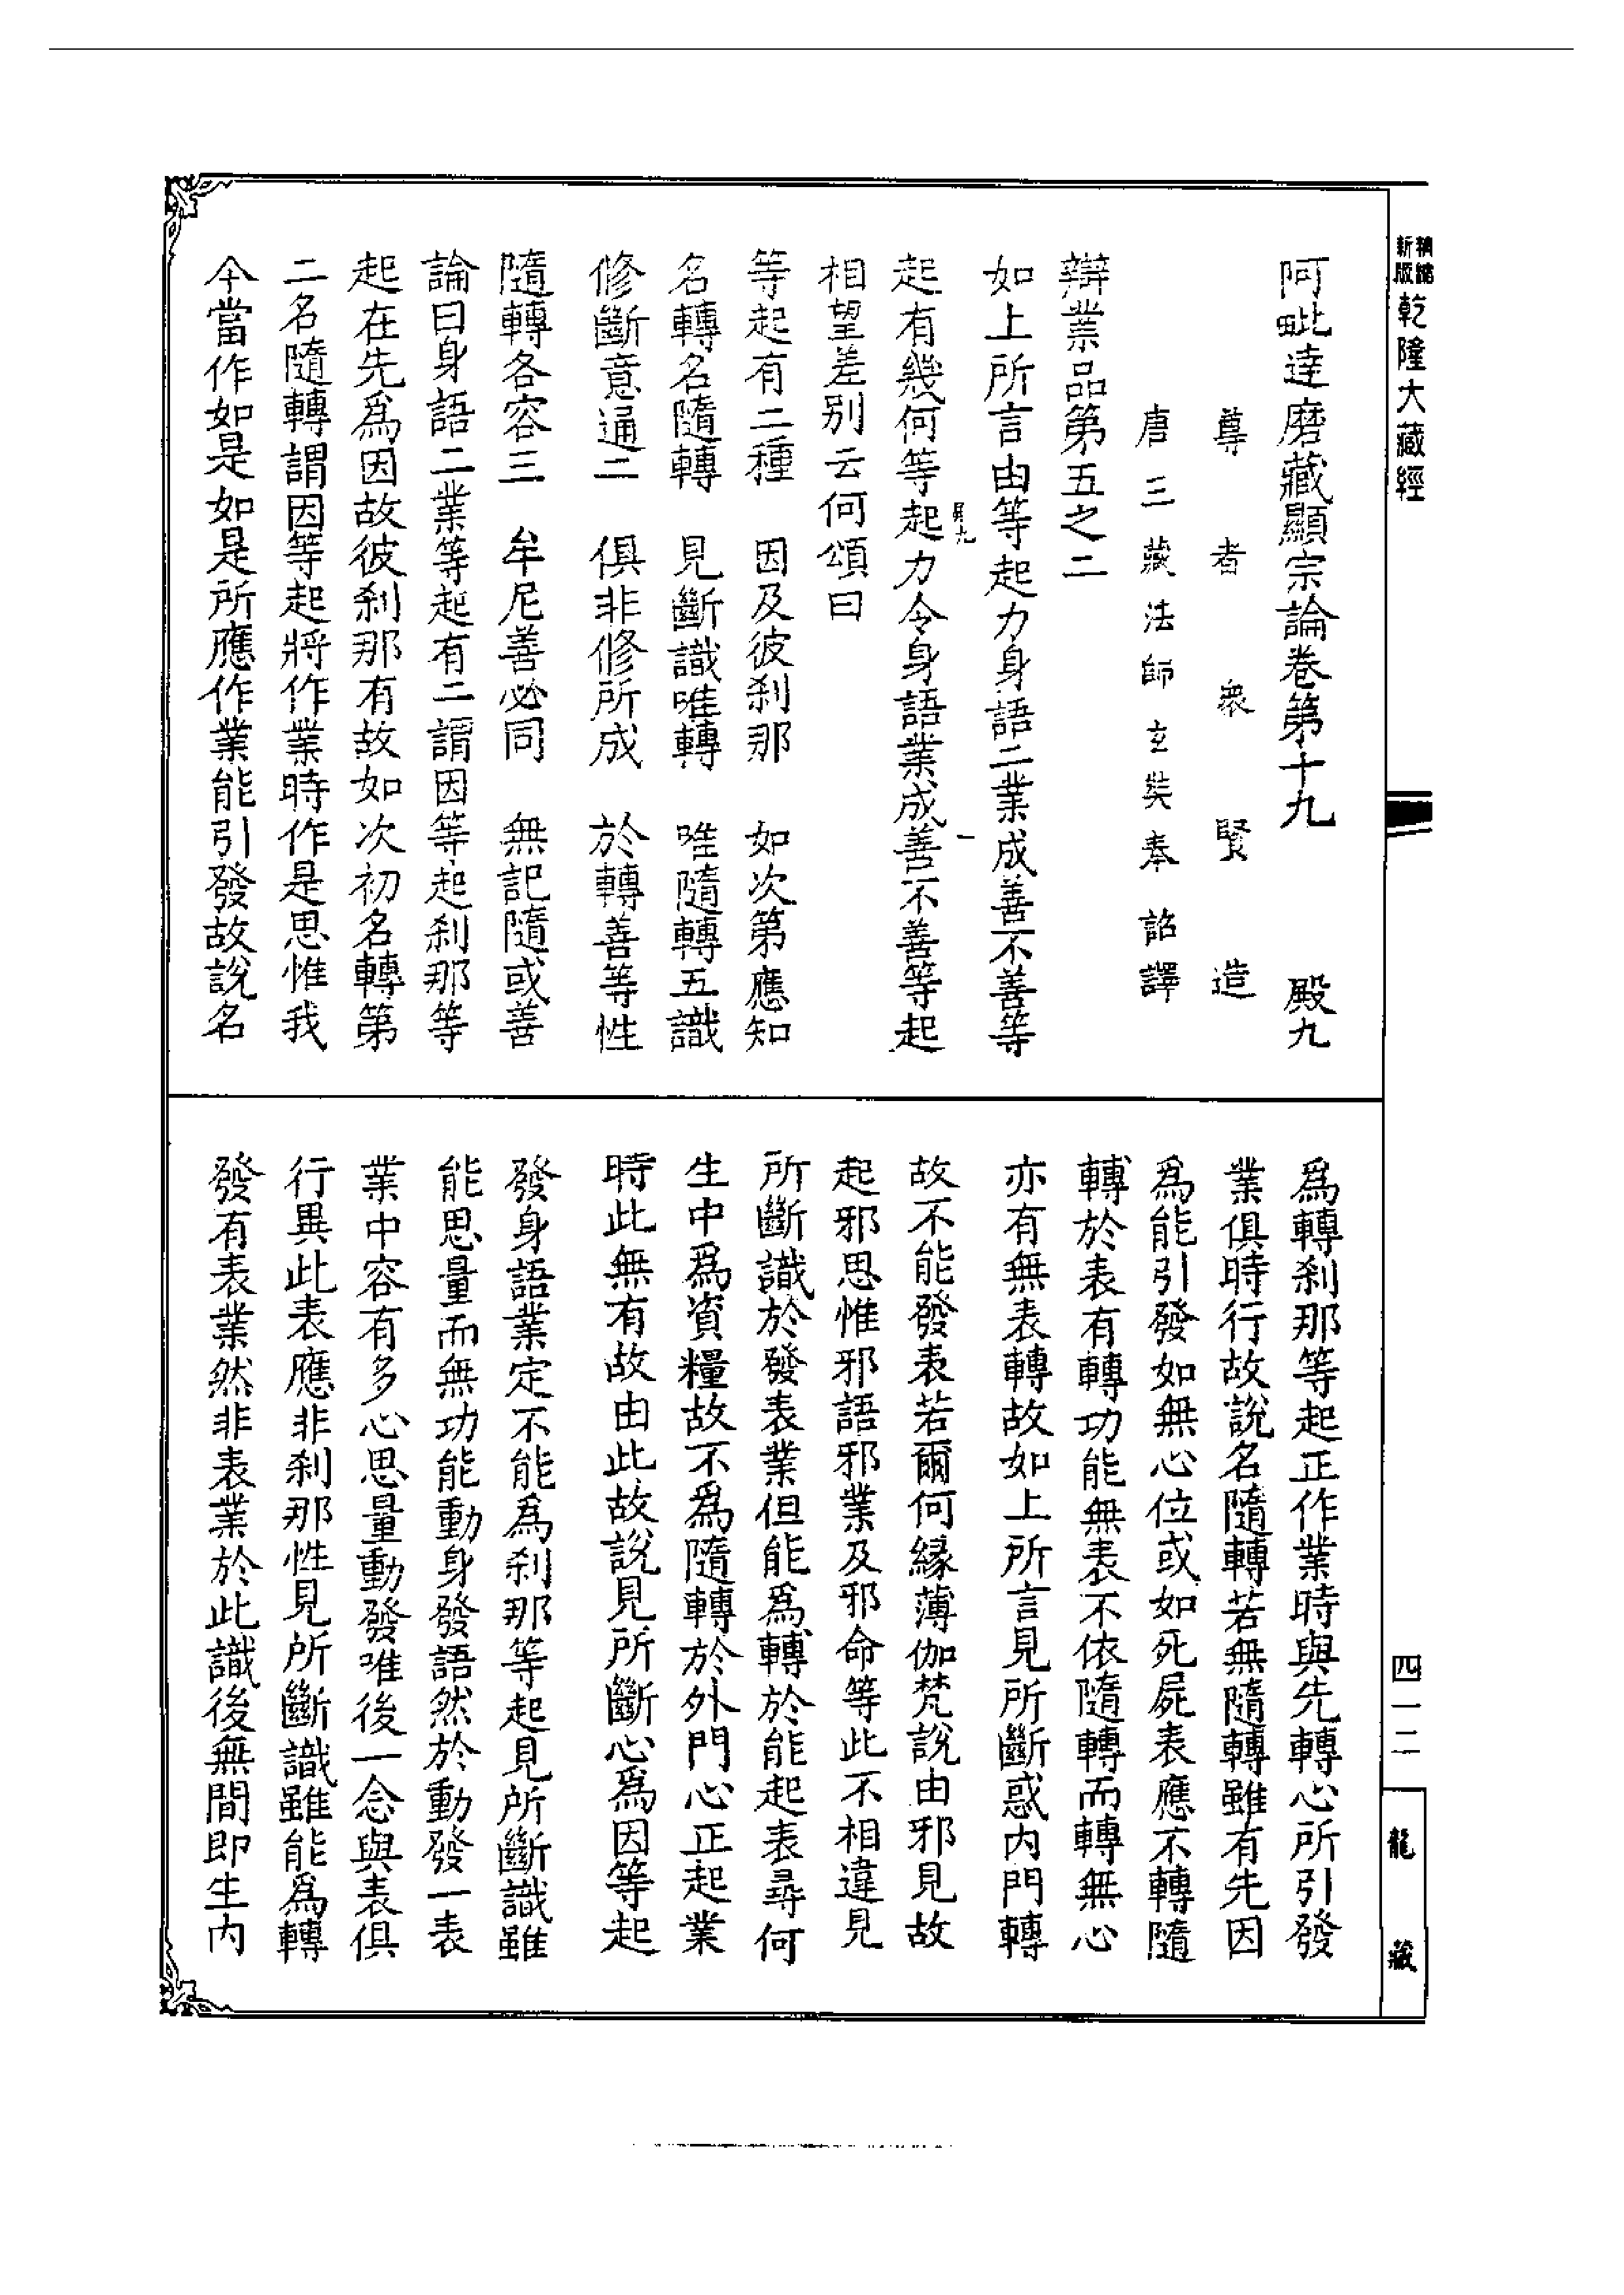 精縮新版乾隆大藏經
阿毗達磨藏顯宗論卷第十九　殿九
尊者衆賢造
唐三藏法師玄奘奉詔譯
辯業品第五之二
如上所言由等起力身語二業成善不善等
起有幾何等起力令身語業成善不善等起
相望差別云何頌曰
等起有二種　因及彼刹那　如次第應知
名轉名隨轉　見斷識唯轉　唯隨轉五識
修斷意通二　俱非修所成　於轉善等性
隨轉各容三　牟尼善必同　無記隨或善
論曰身語二業等起有二謂因等起刹那等
起在先爲因故彼刹那有故如次初名轉第
二名隨轉謂因等起將作業時作是思惟我
今當作如是如是所應作業能引發故說名
爲轉刹那等起正作業時與先轉心所引發
業俱時行故說名隨轉若無隨轉雖有先因
爲能引發如無心位或如死屍表應不轉隨
轉於表有轉功能無表不依隨轉而轉無心
亦有無表轉故如上所言見所斷惑內門轉
故不能發表若爾何緣薄伽梵說由邪見故
起邪思惟邪語邪業及邪命等此不相違見
所斷識於發表業但能爲轉於能起表尋伺
生中爲資糧故不爲隨轉於外門心正起業
時此無有故由此故說見所斷心爲因等起
發身語業定不能爲刹那等起見所斷識雖
能思量而無功能動身發語然於動發一表
業中容有多心思量動發唯後一念與表俱
行異此表應非刹那性見所斷識雖能爲轉
發有表業然非表業於此識後無間即生內
四一二
龍藏